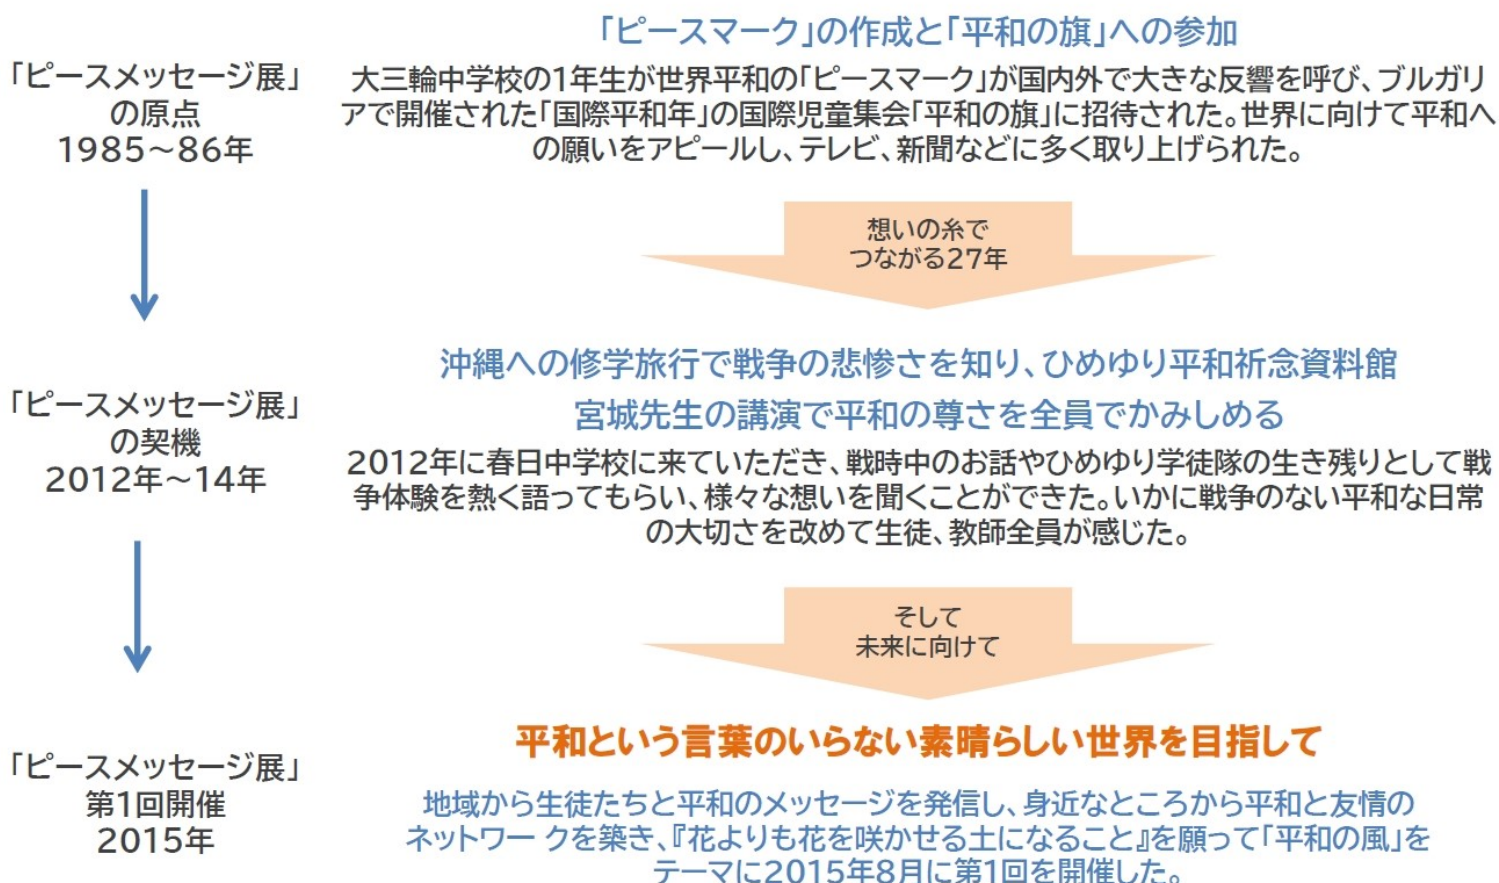 「ピースメッセージ展」
の原点
1985～86年
「ピースマーク」の作成と「平和の旗」への参加
大三輪中学校の1年生が世界平和の「ピースマーク」が国内外で大きな反響を呼び、ブルガリ
アで開催された「国際平和年」の国際児童集会「平和の旗」に招待された。世界に向けて平和へ
の願いをアピールし、テレビ、新聞などに多く取り上げられた。
想いの糸で
つながる27年
「ピースメッセージ展」
の契機
2012年～14年
沖縄への修学旅行で戦争の悲惨さを知り、ひめゆり平和祈念資料館
宮城先生の講演で平和の尊さを全員でかみしめる
2012年に春日中学校に来ていただき、戦時中のお話やひめゆり学徒隊の生き残りとして戦
争体験を熱く語ってもらい、様々な想いを聞くことができた。いかに戦争のない平和な日常
の大切さを改めて生徒、教師全員が感じた。
そして
未来に向けて
「ピースメッセージ展」
第1回開催
2015年
平和という言葉のいらない素晴らしい世界を目指して
地域から生徒たちと平和のメッセージを発信し、身近なところから平和と友情の
ネットワー クを築き、『花よりも花を咲かせる土になること』を願って「平和の風」を
テーマに2015年8月に第1回を開催した。